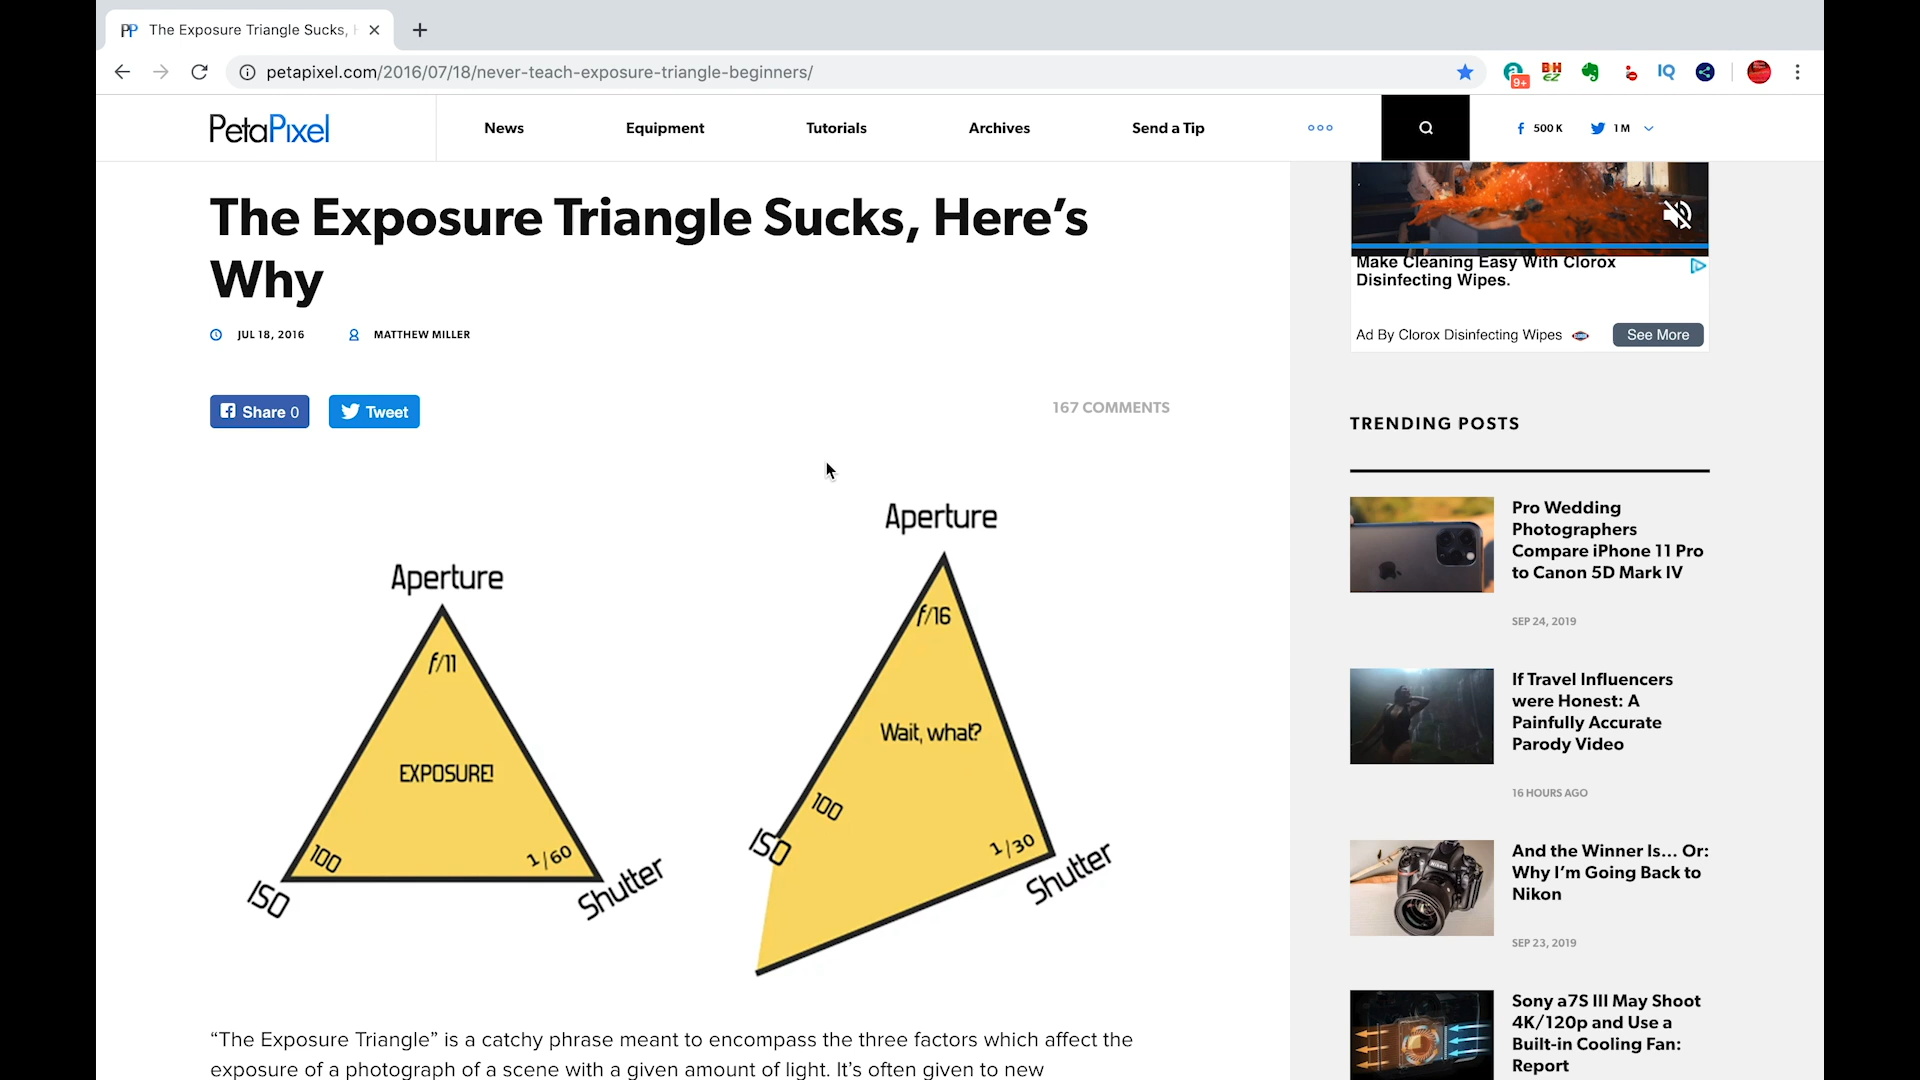 PP The Exposure Triangle Sucks,
petapixel.com/2016/07/18/never-teach-exposure-triangle-beginners/
9+
B&H
EZ
IQ
PetaPixel
News
Equipment
Tutorials
Archives
Send a Tip
500 K
1 M
The Exposure Triangle Sucks, Here’s
Why
JUL 18, 2016
MATTHEW MILLER
Share 0
Tweet
167 COMMENTS
Aperture
f/11
EXPOSURE!
100
1/60
ISO
Shutter
Aperture
f/16
Wait, what?
100
ISO
1/30
Shutter
“The Exposure Triangle” is a catchy phrase meant to encompass the three factors which affect the
exposure of a photograph of a scene with a given amount of light. It’s often given to new
Make Cleaning Easy With Clorox
Disinfecting Wipes.
Ad By Clorox Disinfecting Wipes
See More
TRENDING POSTS
Pro Wedding
Photographers
Compare iPhone 11 Pro
to Canon 5D Mark IV
SEP 24, 2019
If Travel Influencers
were Honest: A
Painfully Accurate
Parody Video
16 HOURS AGO
And the Winner Is… Or:
Why I’m Going Back to
Nikon
SEP 23, 2019
Sony a7S III May Shoot
4K/120p and Use a
Built-in Cooling Fan:
Report